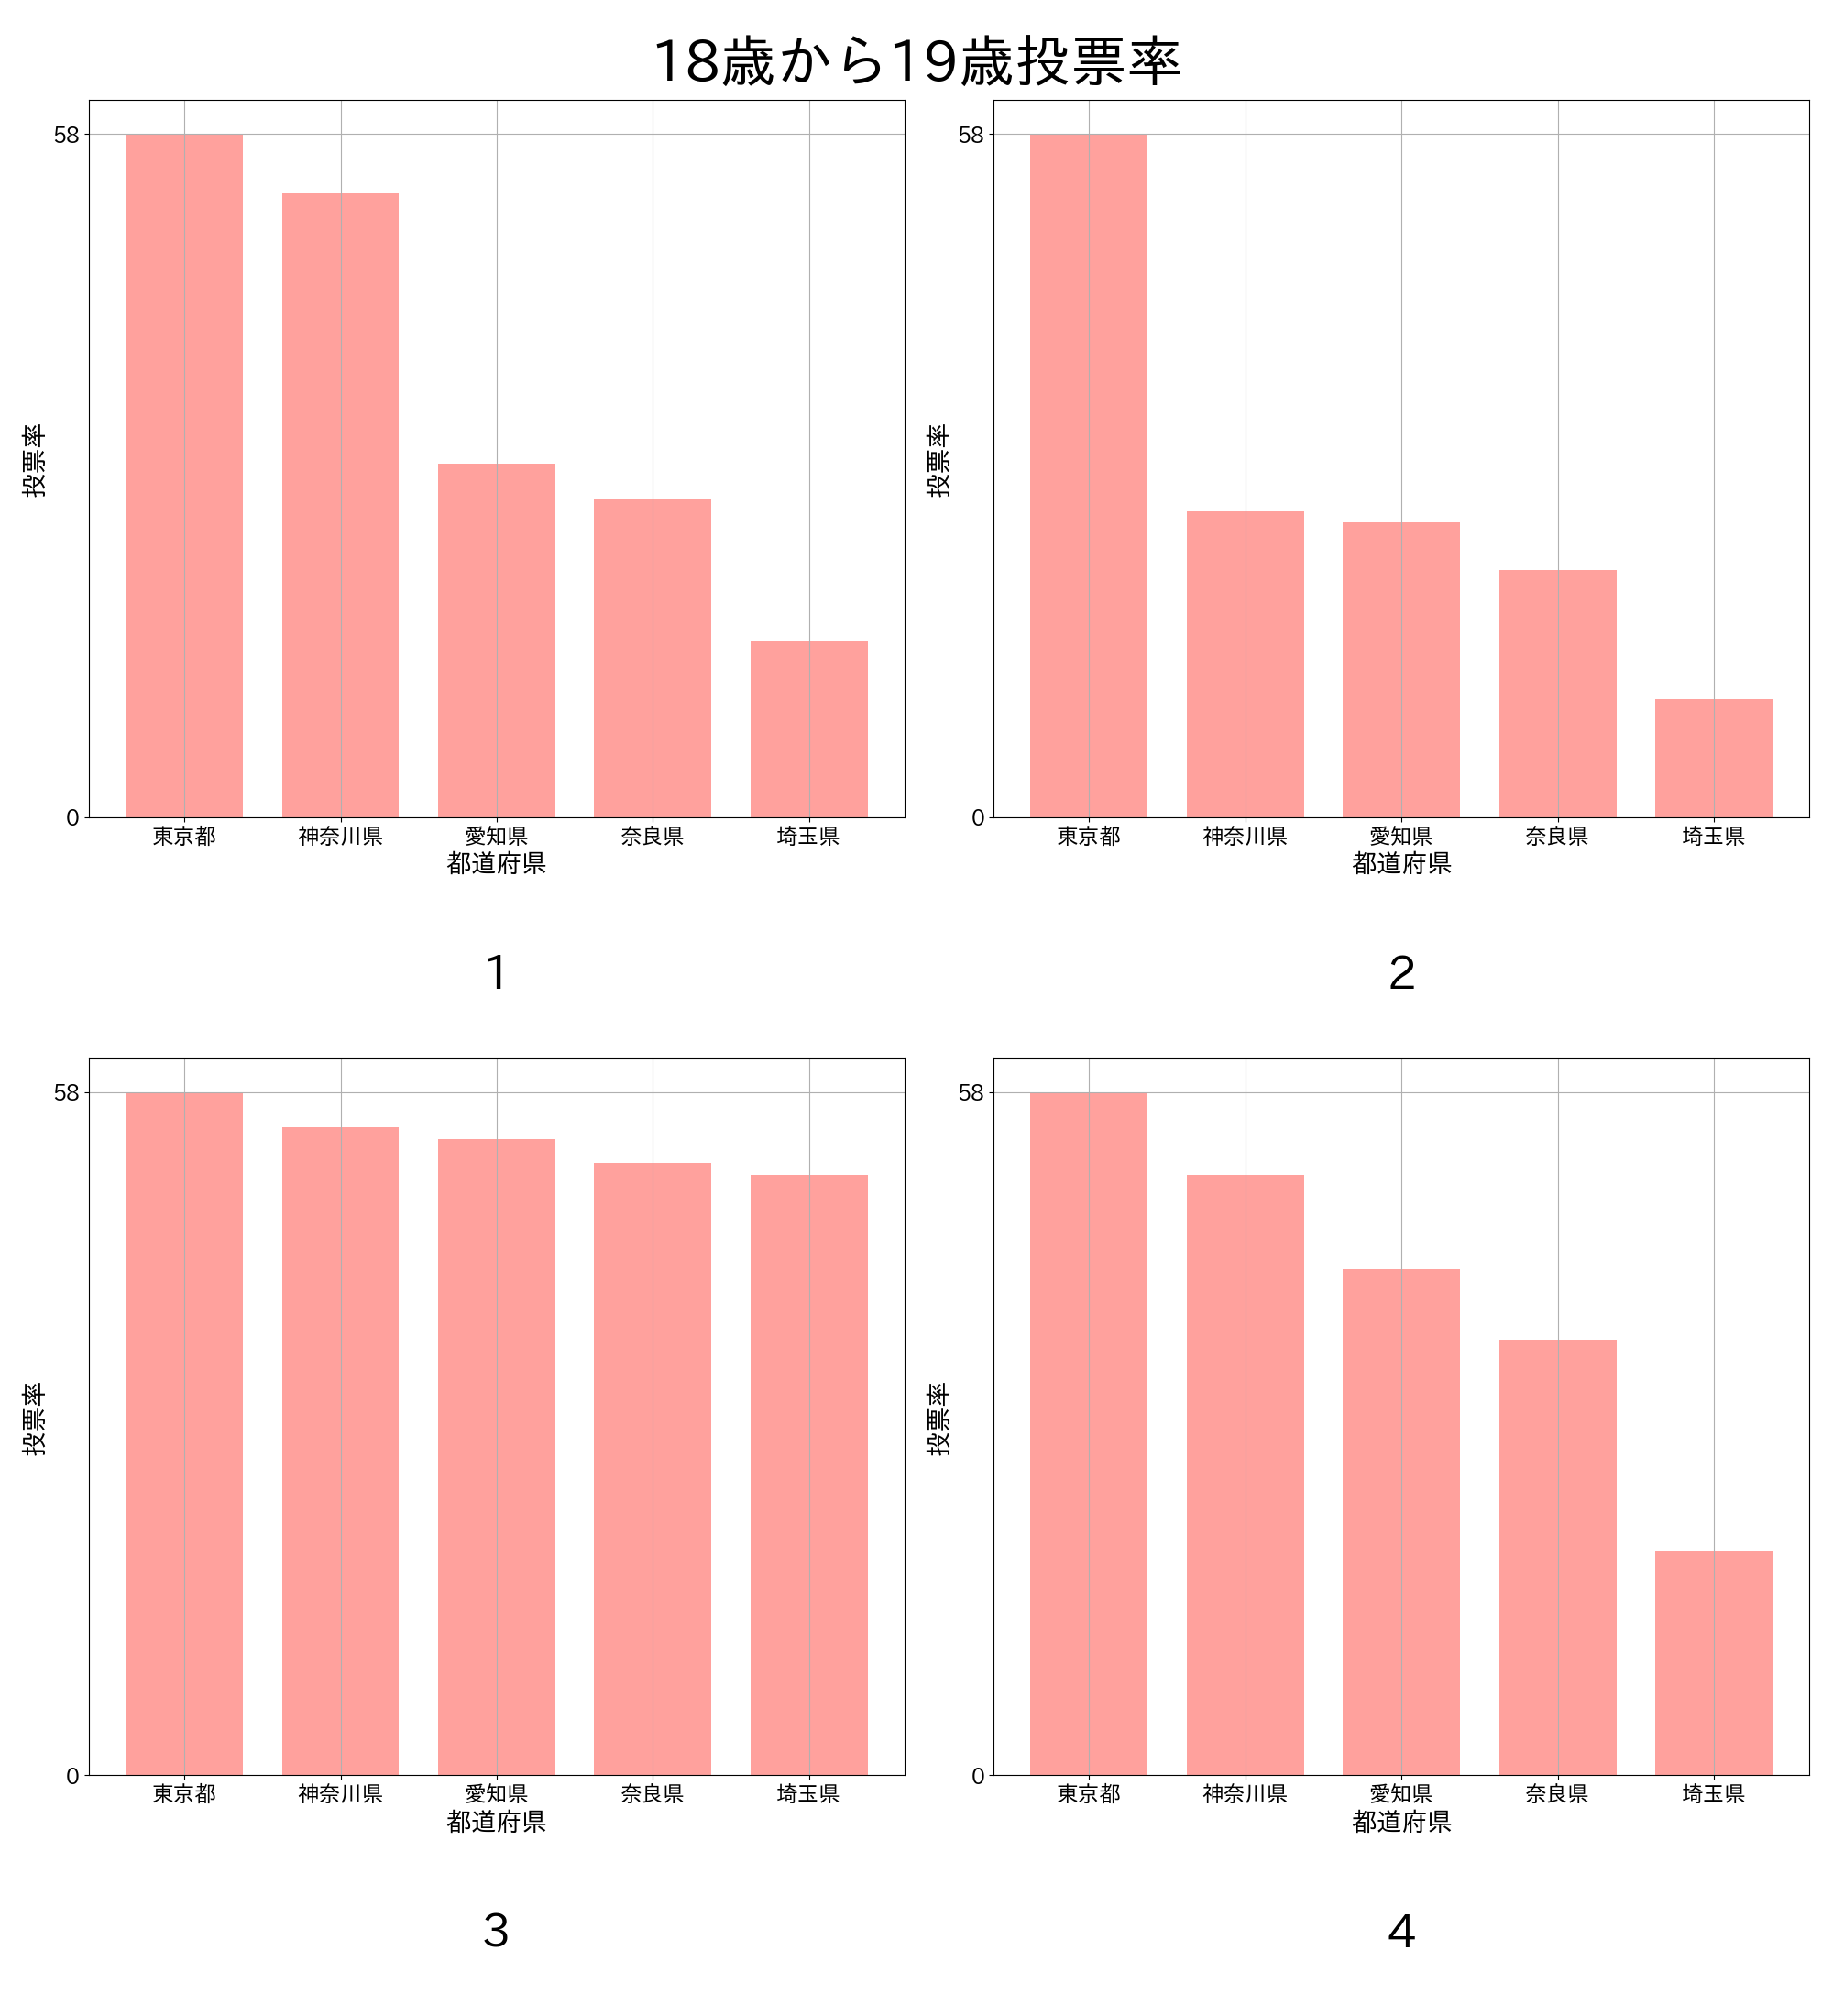 18歳から19歳投票率
58
0
投票率
東京都 神奈川県 愛知県 奈良県 埼玉県
都道府県
1
58
0
投票率
東京都 神奈川県 愛知県 奈良県 埼玉県
都道府県
2
58
0
投票率
東京都 神奈川県 愛知県 奈良県 埼玉県
都道府県
3
58
0
投票率
東京都 神奈川県 愛知県 奈良県 埼玉県
都道府県
4